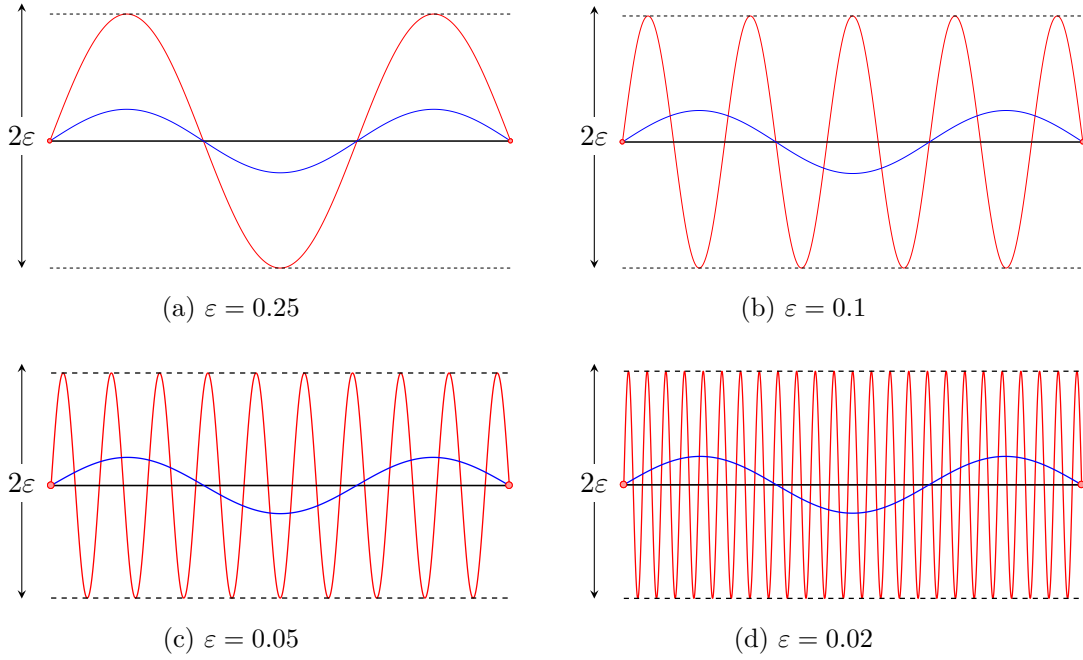 2ε
2ε
(a) ε = 0.25
(b) ε = 0.1
2ε
2ε
(c) ε = 0.05
(d) ε = 0.02